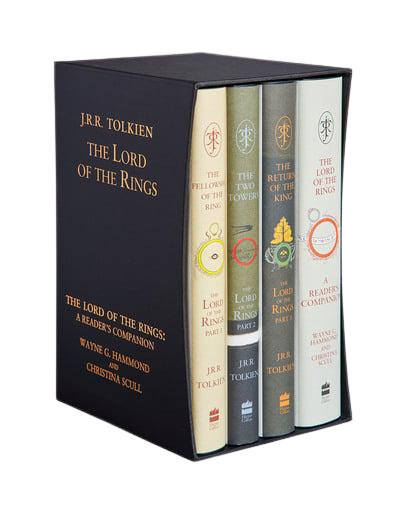 J.R.R. TOLKIEN
THE LORD
OF THE RINGS
THE LORD OF THE RINGS:
A READER'S COMPANION
WAYNE G. HAMMOND
AND
CHRISTINA SCULL
THE
FELLOWSHIP
OF THE
RING
THE
LORD
OF THE
RINGS
PART 1
J.R.R.
TOLKIEN
THE
TWO
TOWERS
THE
LORD
OF THE
RINGS
PART 2
J.R.R.
TOLKIEN
THE
RETURN
OF THE
KING
THE
LORD
OF THE
RINGS
PART 3
J.R.R.
TOLKIEN
THE
LORD
OF THE
RINGS
A
READER'S
COMPANION
WAYNE G.
HAMMOND
AND
CHRISTINA
SCULL